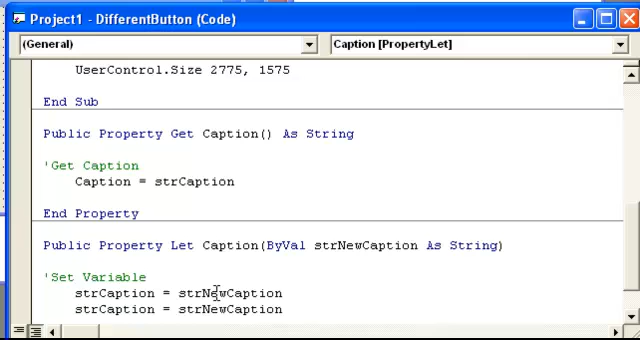 Project1 - DifferentButton (Code)
(General)
Caption [PropertyLet]
UserControl.Size 2775, 1575
End Sub
Public Property Get Caption() As String
'Get Caption
Caption = strCaption
End Property
Public Property Let Caption(ByVal strNewCaption As String)
'Set Variable
strCaption = strNewCaption
strCaption = strNewCaption